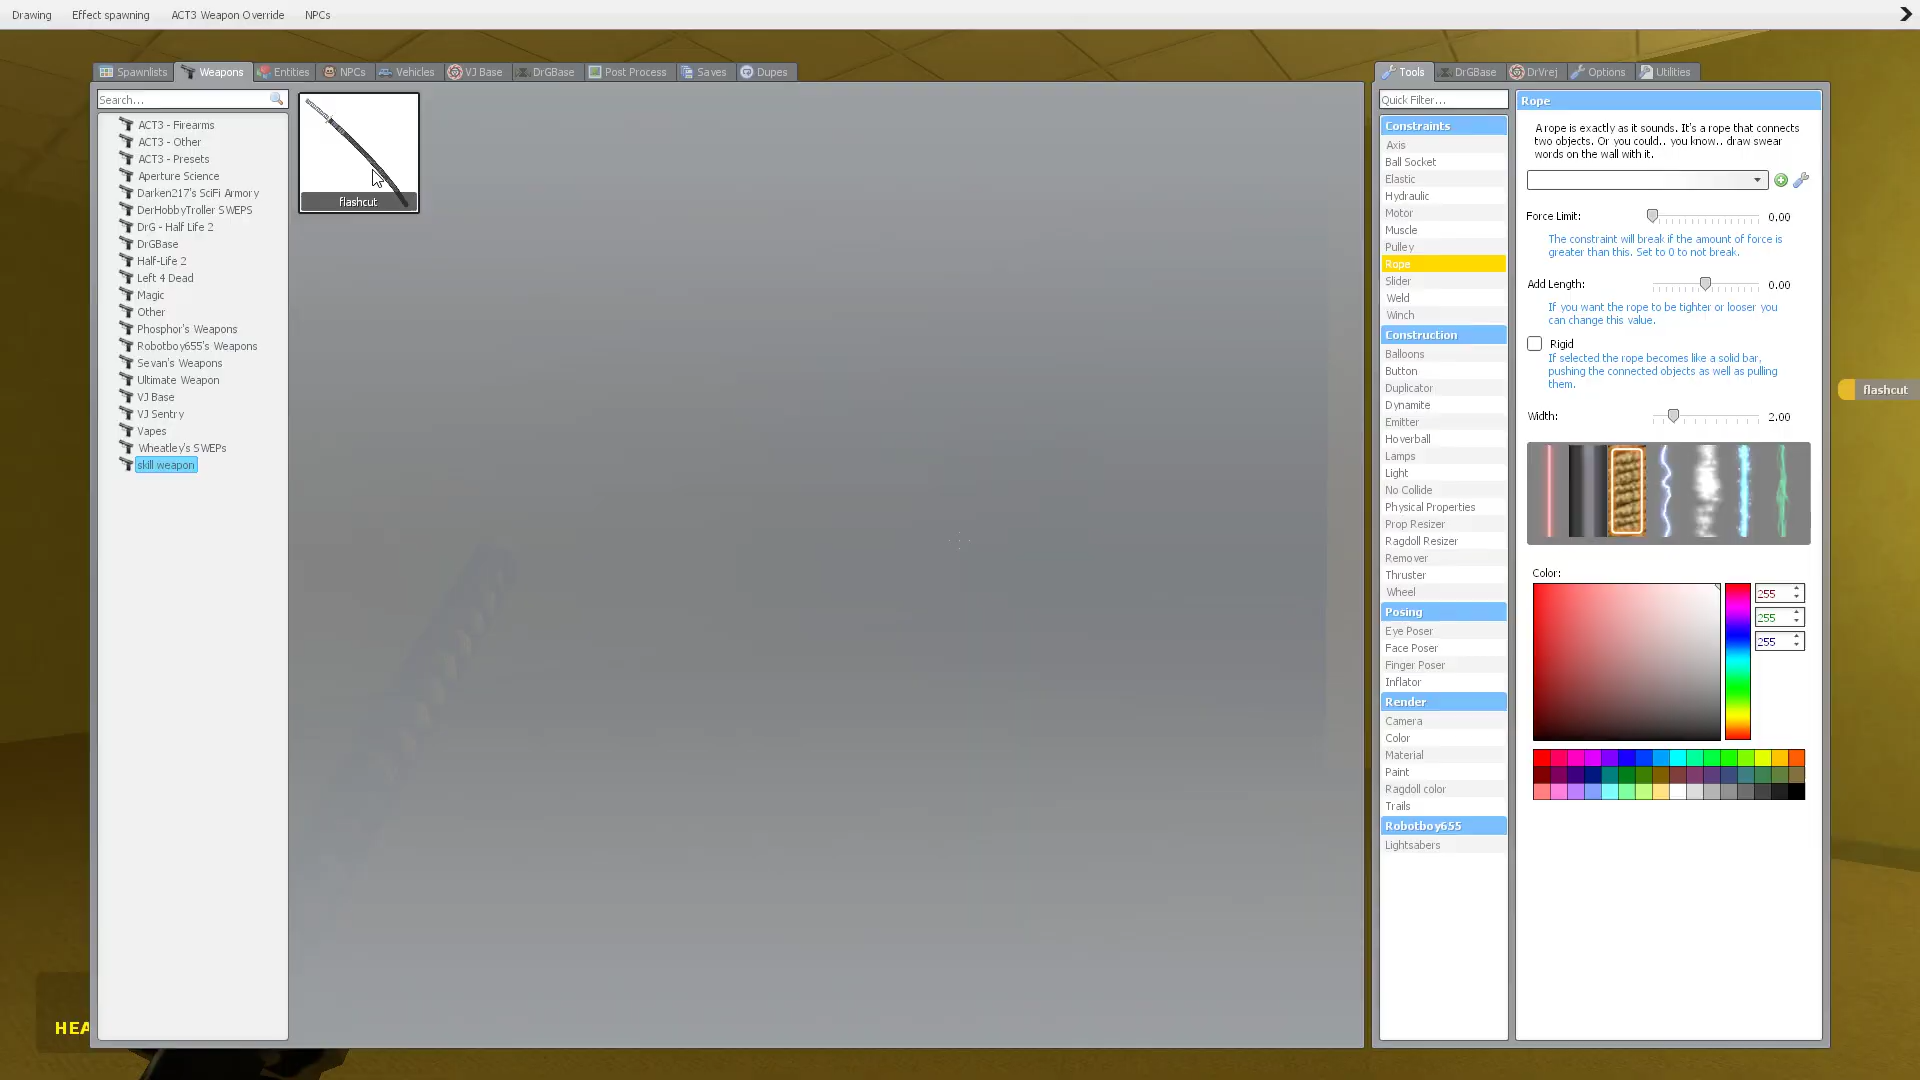 Drawing Effect spawning ACT3 Weapon Override NPCs
Spawnlists Weapons Entities NPCs Vehicles VJ Base DrGBase Post Process Saves Dupes
Search...
ACT3 - Firearms
ACT3 - Other
ACT3 - Presets
Aperture Science
Darken217's SciFi Armory
DerHobbyTroller SWEPS
DrG - Half Life 2
DrGBase
Half-Life 2
Left 4 Dead
Magic
Other
Phosphor's Weapons
Robotboy655's Weapons
Sevan's Weapons
Ultimate Weapon
VJ Base
VJ Sentry
Vapes
Wheatley's SWEPs
skill weapon
flashcut
Tools DrGBase DrVrej Options Utilities
Quick Filter...
Constraints
Axis
Ball Socket
Elastic
Hydraulic
Motor
Muscle
Pulley
Rope
Slider
Weld
Winch
Construction
Balloons
Button
Duplicator
Dynamite
Emitter
Hoverball
Lamps
Light
No Collide
Physical Properties
Prop Resizer
Ragdoll Resizer
Remover
Thruster
Wheel
Posing
Eye Poser
Face Poser
Finger Poser
Inflator
Render
Camera
Color
Material
Paint
Ragdoll color
Trails
Robotboy655
Lightsabers
Rope
A rope is exactly as it sounds. It's a rope that connects
two objects. Or you could.. you know.. draw swear
words on the wall with it.
Force Limit: 0.00
The constraint will break if the amount of force is
greater than this. Set to 0 to not break.
Add Length: 0.00
If you want the rope to be tighter or looser you
can change this value.
Rigid
If selected the rope becomes like a solid bar,
pushing the connected objects as well as pulling
them.
Width: 2.00
Color:
255
255
255
flashcut
HEA